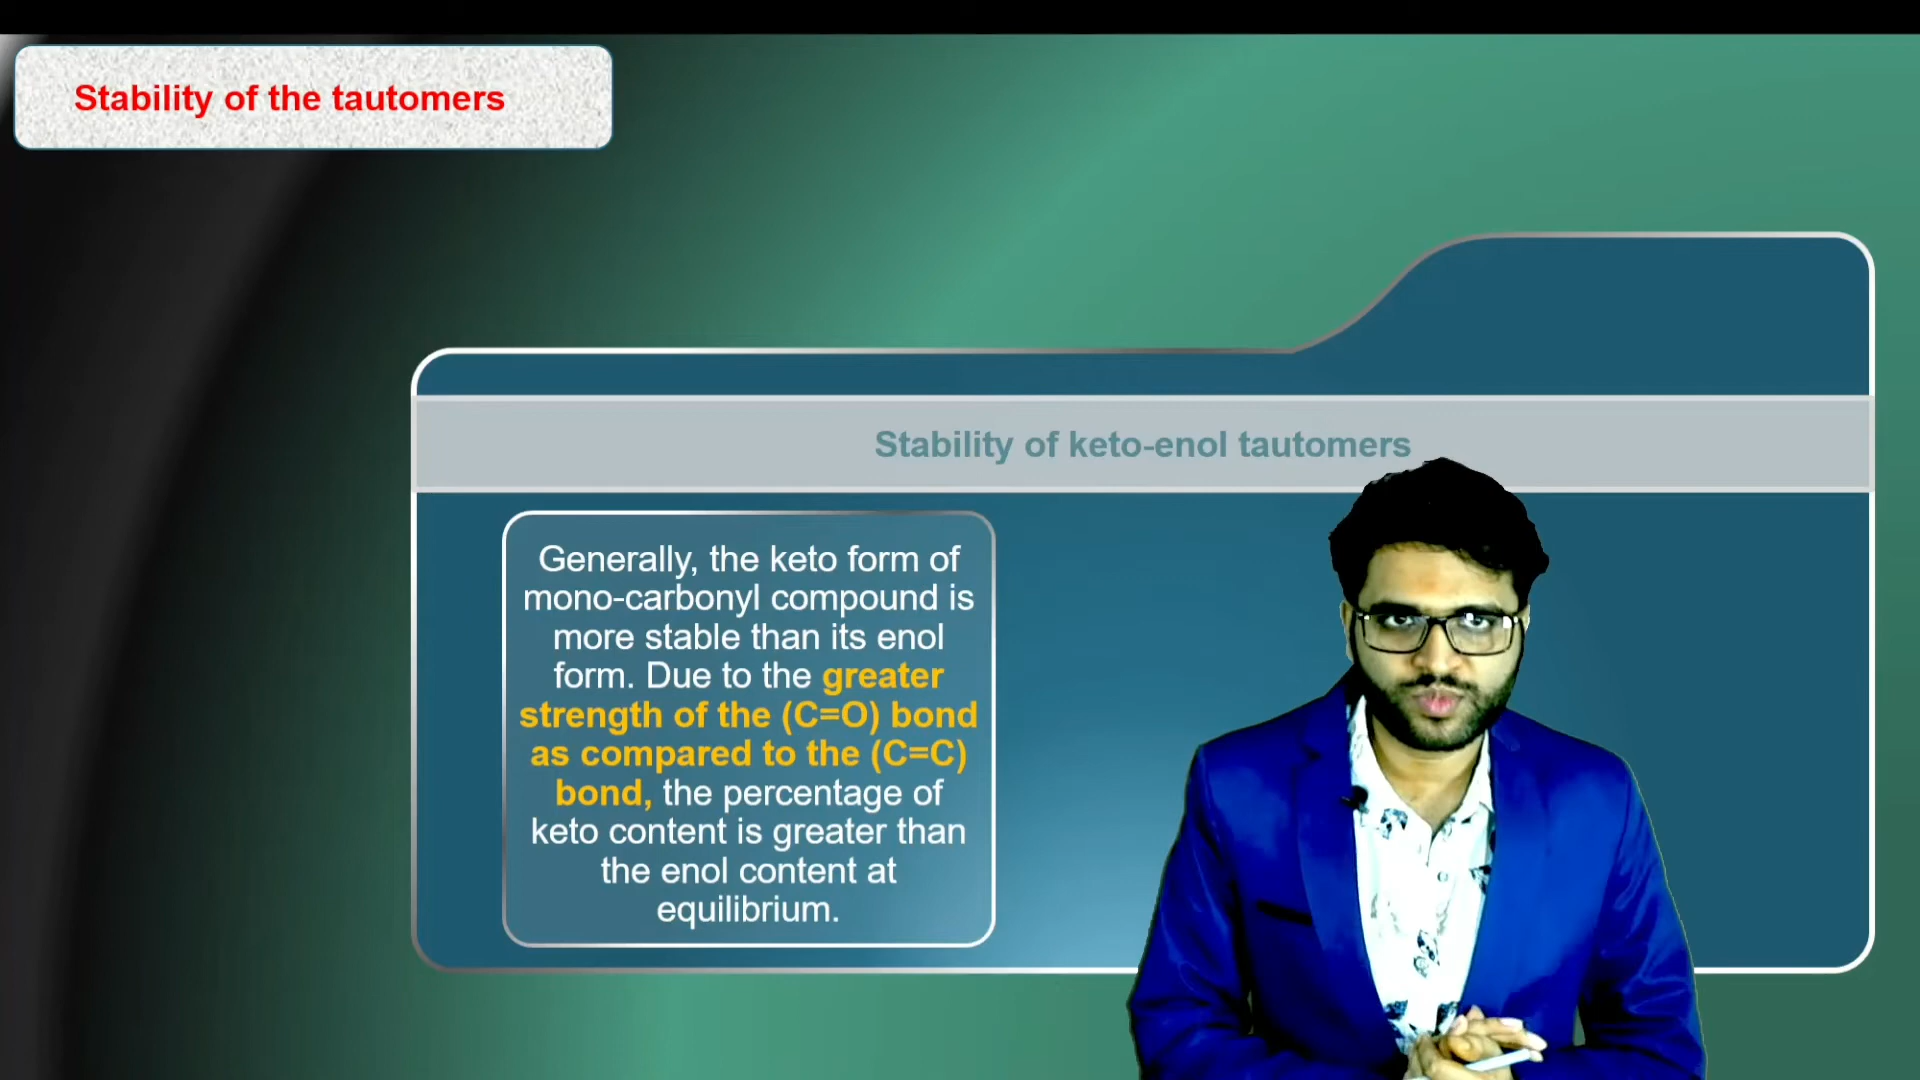 Stability of the tautomers
Stability of keto-enol tautomers
Generally, the keto form of
mono-carbonyl compound is
more stable than its enol
form. Due to the greater
strength of the (C=O) bond
as compared to the (C=C)
bond, the percentage of
keto content is greater than
the enol content at
equilibrium.